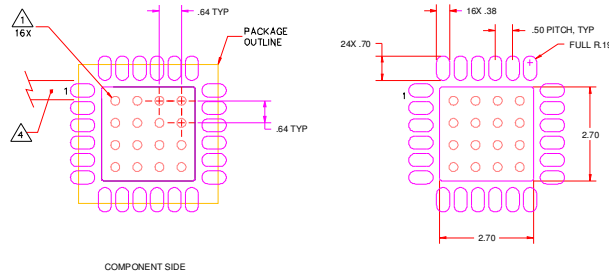 1
16X
.64 TYP
PACKAGE
OUTLINE
1
4
.64 TYP
COMPONENT SIDE
16X .38
.50 PITCH, TYP
24X .70
FULL R.19
1
2.70
2.70